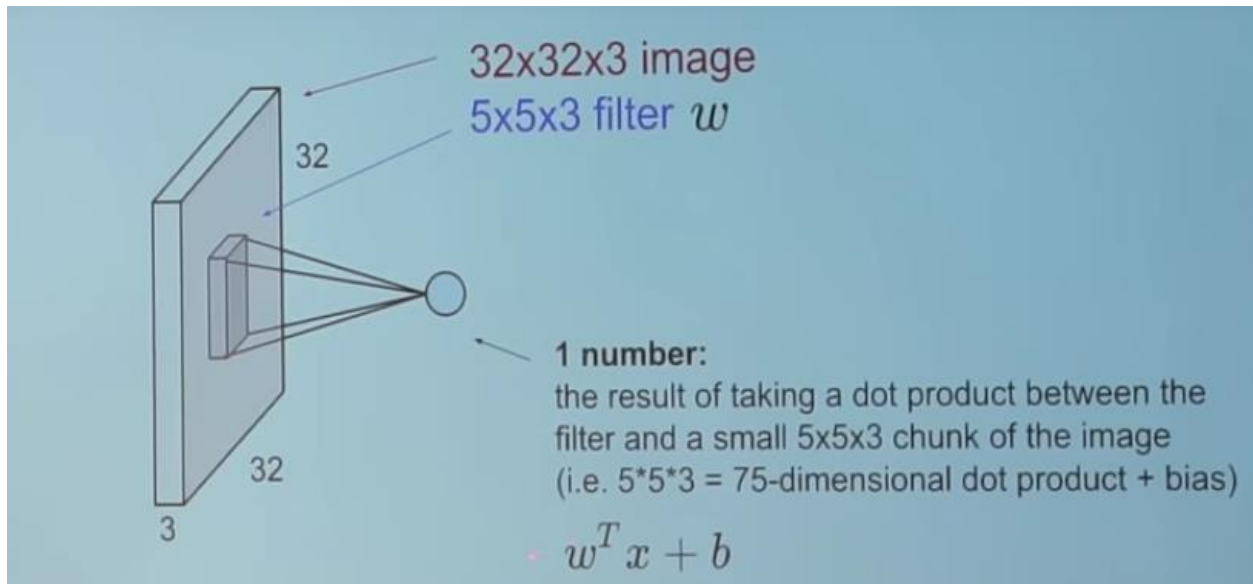 32x32x3 image
5x5x3 filter w
32
32
3
1 number:
the result of taking a dot product between the
filter and a small 5x5x3 chunk of the image
(i.e. 5*5*3 = 75-dimensional dot product + bias)
w^T x + b